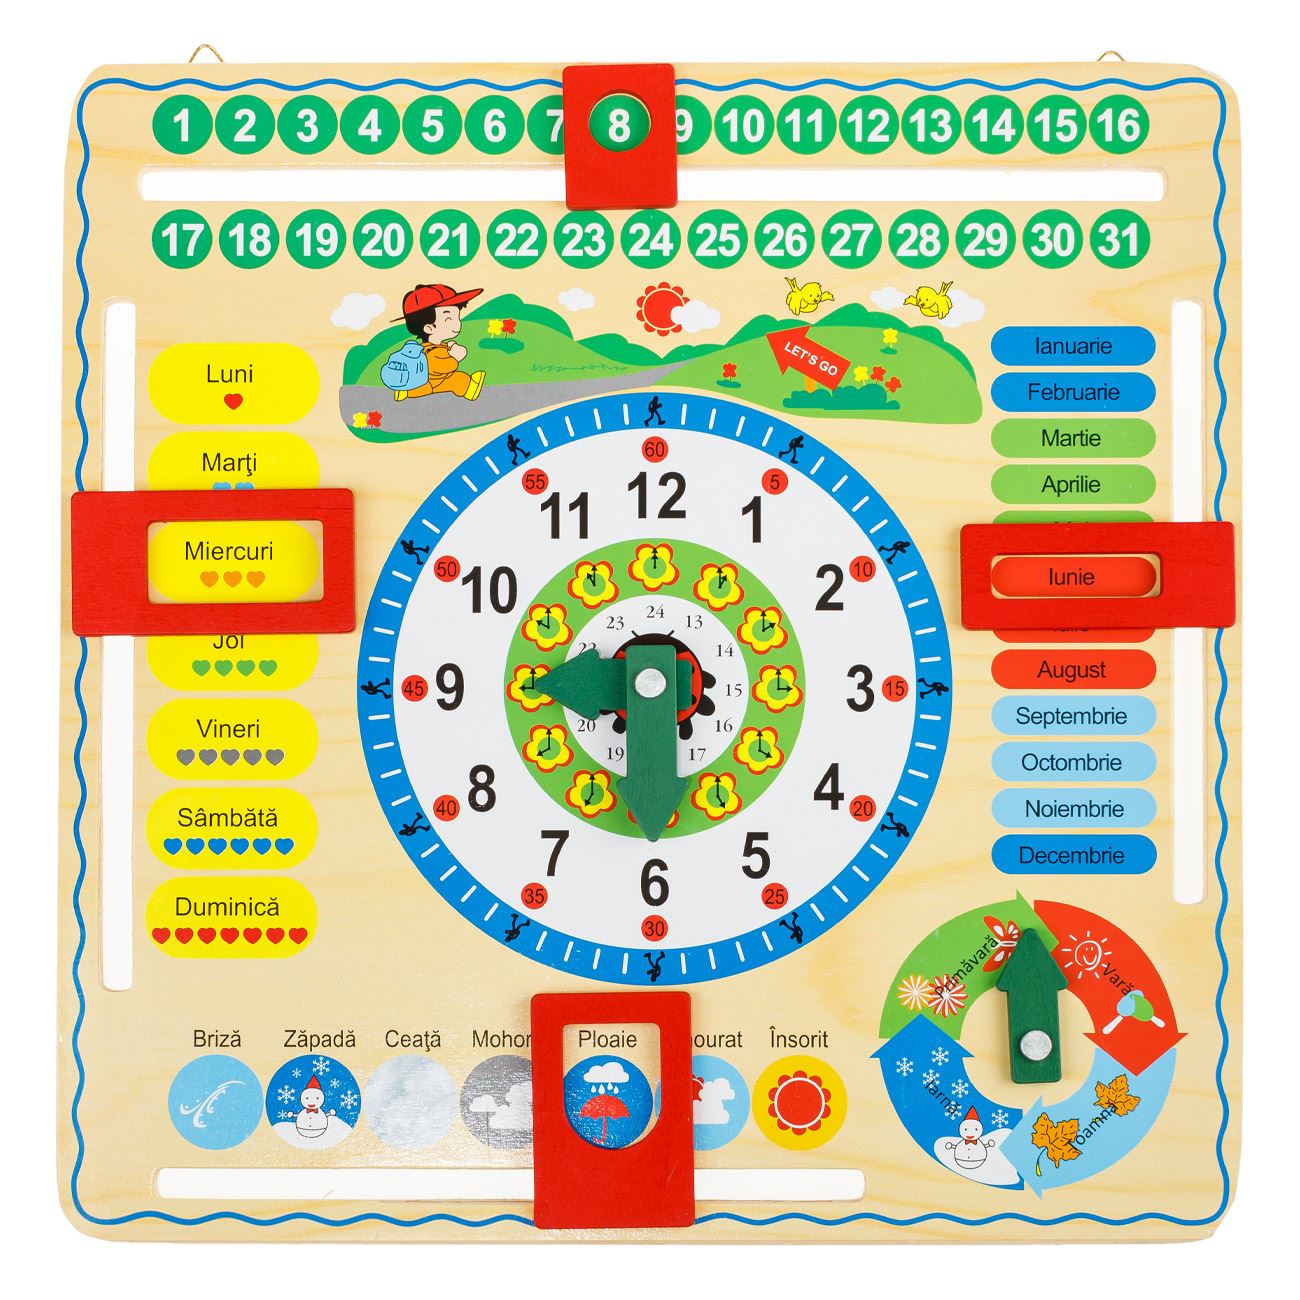 1 2 3 4 5 6 7 8 9 10 11 12 13 14 15 16
17 18 19 20 21 22 23 24 25 26 27 28 29 30 31
LET'S GO
Luni
Marţi
Miercuri
Joi
Vineri
Sâmbătă
Duminică
60
55 5
12
11 1
50 10
10 2
45 9 3 15
40 8 4 20
7 5
35 6 25
30
24
23 13
14
15
20 16
19 17
Ianuarie
Februarie
Martie
Aprilie
Iunie
August
Septembrie
Octombrie
Noiembrie
Decembrie
Primăvară
Vară
Iarnă
Toamnă
Briză Zăpadă Ceaţă Mohor Ploaie ourat Însorit